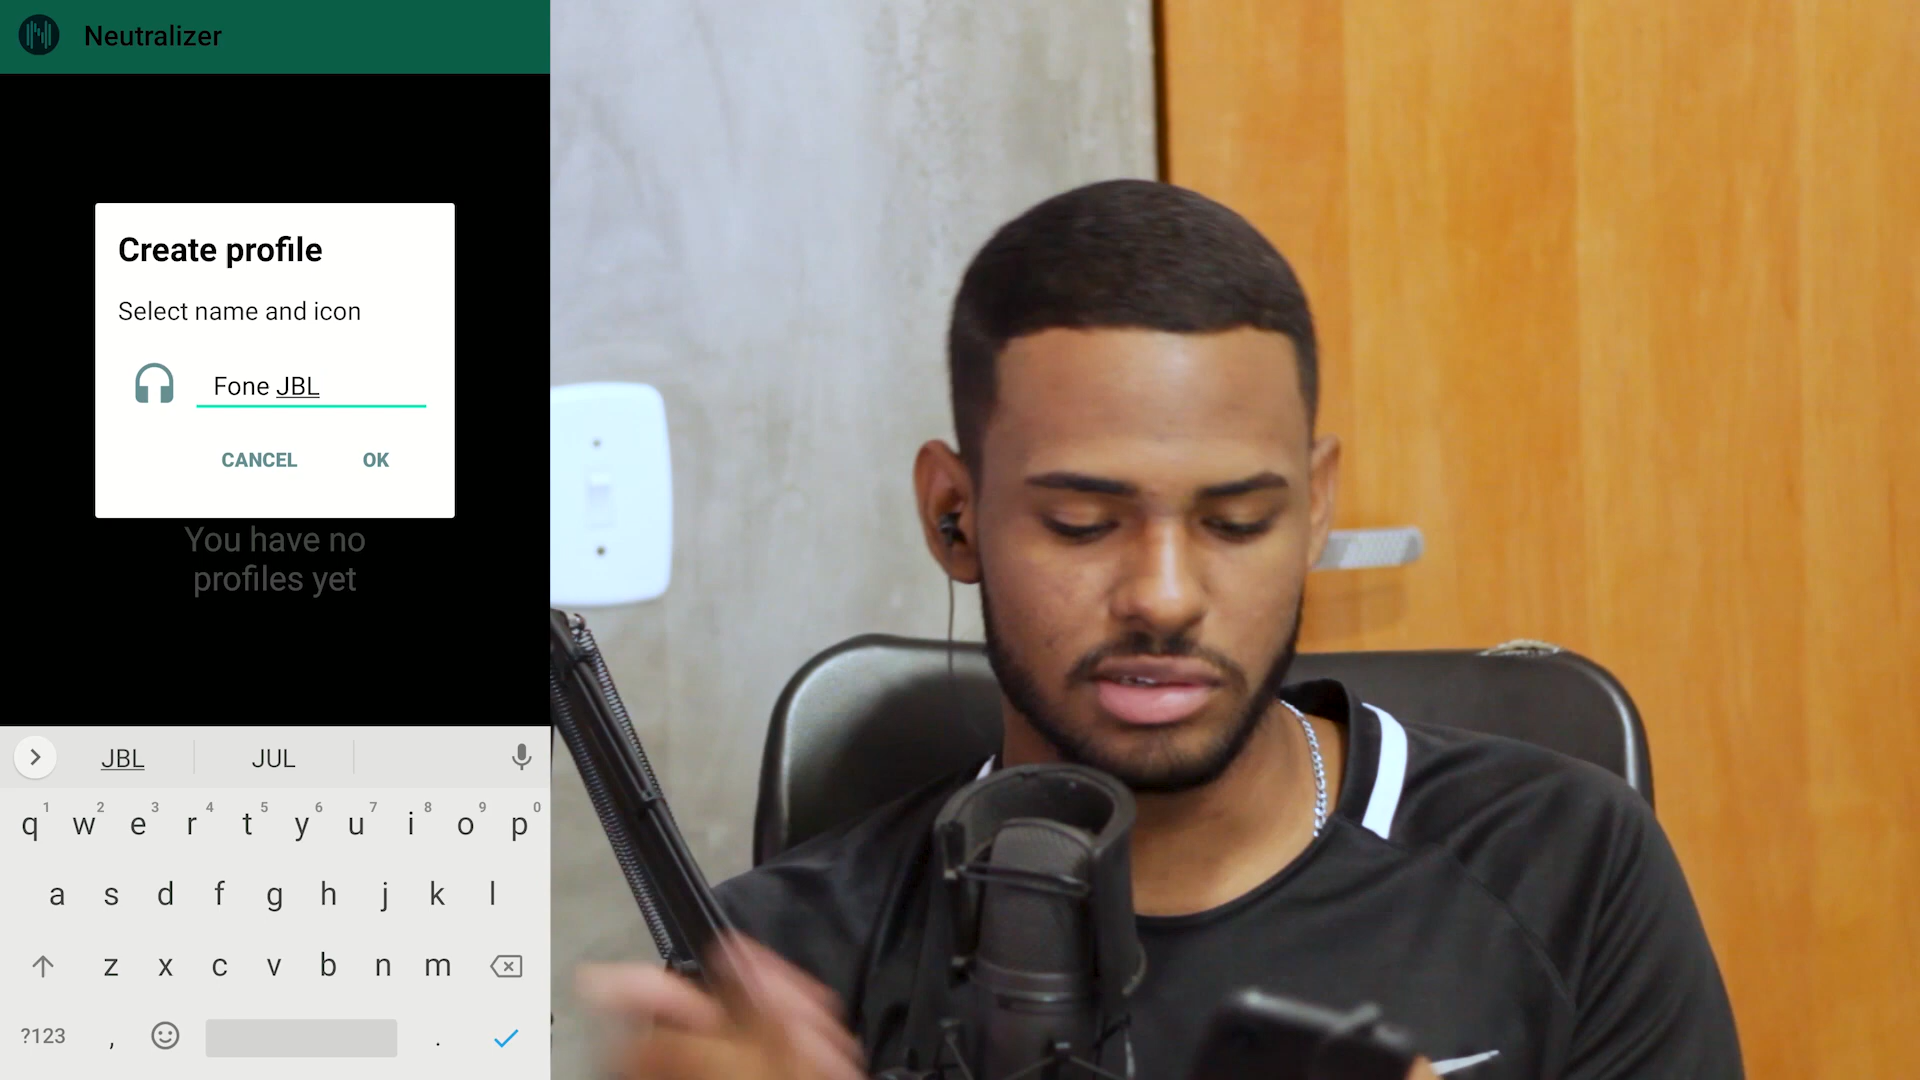 Neutralizer
Create profile
Select name and icon
Fone JBL
CANCEL OK
You have no
profiles yet
JBL JUL
1 2 3 4 5 6 7 8 9 0
q w e r t y u i o p
a s d f g h j k l
z x c v b n m
?123 , .